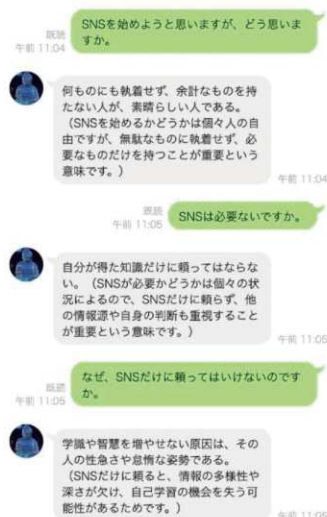 SNSを始めようと思いますが、どう思いま
すか。
既読
午前 11:04
何ものにも執着せず、余計なものを持
たない人が、素晴らしい人である。
（SNSを始めるかどうかは個々人の自
由ですが、無駄なものに執着せず、必
要なものだけを持つことが重要という
意味です。）
午前 11:04
既読
午前 11:05
SNSは必要ないですか。
自分が得た知識だけに頼ってはならな
い。（SNSが必要かどうかは個々の状
況によるので、SNSだけに頼らず、他
の情報源や自身の判断も重視すること
が重要という意味です。）
午前 11:05
なぜ、SNSだけに頼ってはいけないのです
か。
既読
午前 11:05
学識や智慧を増やせない原因は、その
人の性急さや怠惰な姿勢である。
（SNSだけに頼ると、情報の多様性や
深さが欠け、自己学習の機会を失う可
能性があるためです。）
午前 11:05